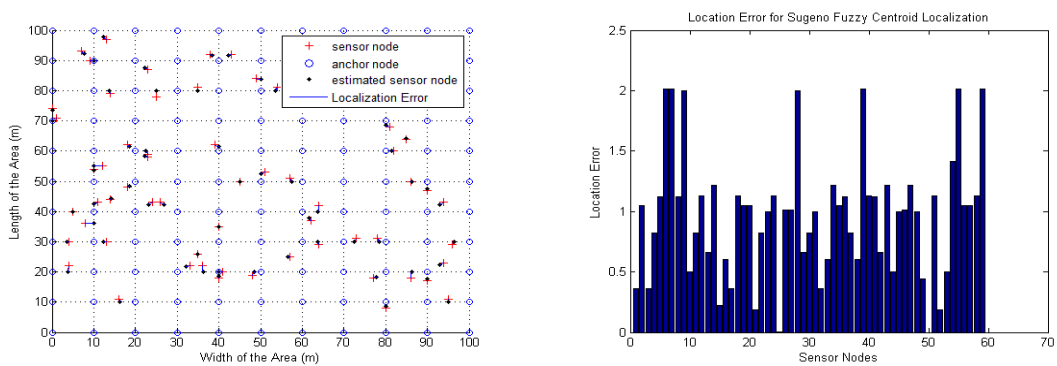 100
90
80
70
60
50
40
30
20
10
0
Length of the Area (m)
sensor node
anchor node
estimated sensor node
Localization Error
0 10 20 30 40 50 60 70 80 90 100
Width of the Area (m)
Location Error for Sugeno Fuzzy Centroid Localization
2.5
2
1.5
1
0.5
0
Location Error
0 10 20 30 40 50 60 70
Sensor Nodes